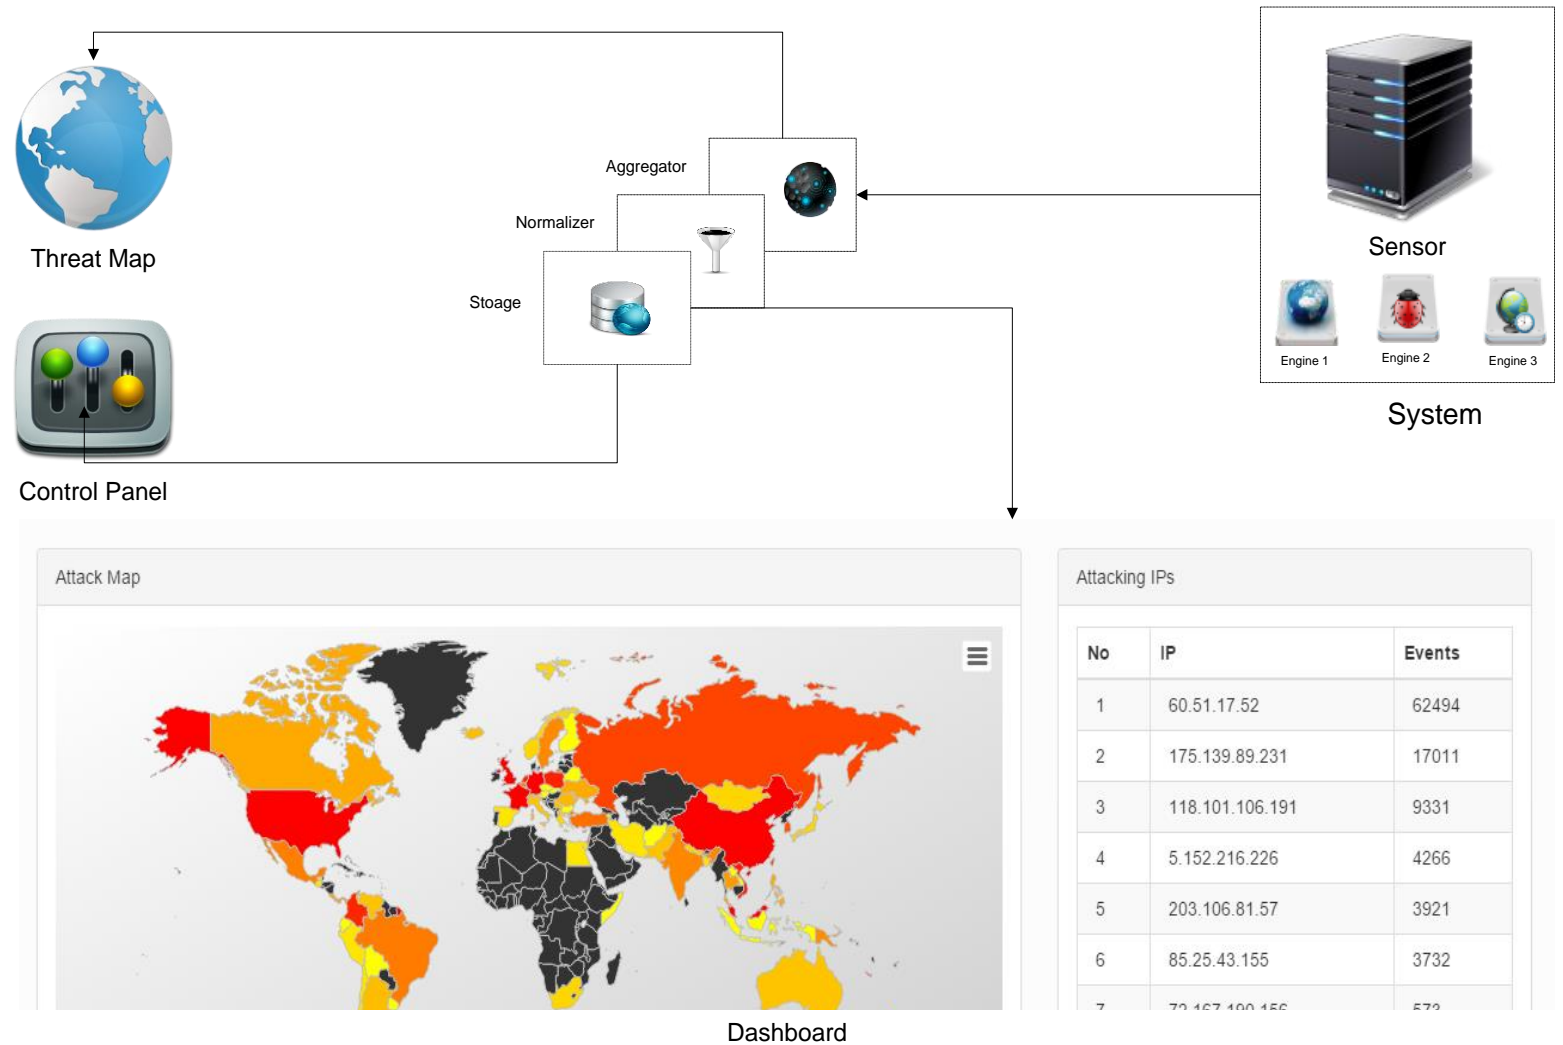 Aggregator
Normalizer
Stoage
Threat Map
Sensor
Engine 1
Engine 2
Engine 3
System
Control Panel
Attack Map
Attacking IPs
No IP Events
1 60.51.17.52 62494
2 175.139.89.231 17011
3 118.101.106.191 9331
4 5.152.216.226 4266
5 203.106.81.57 3921
6 85.25.43.155 3732
Dashboard